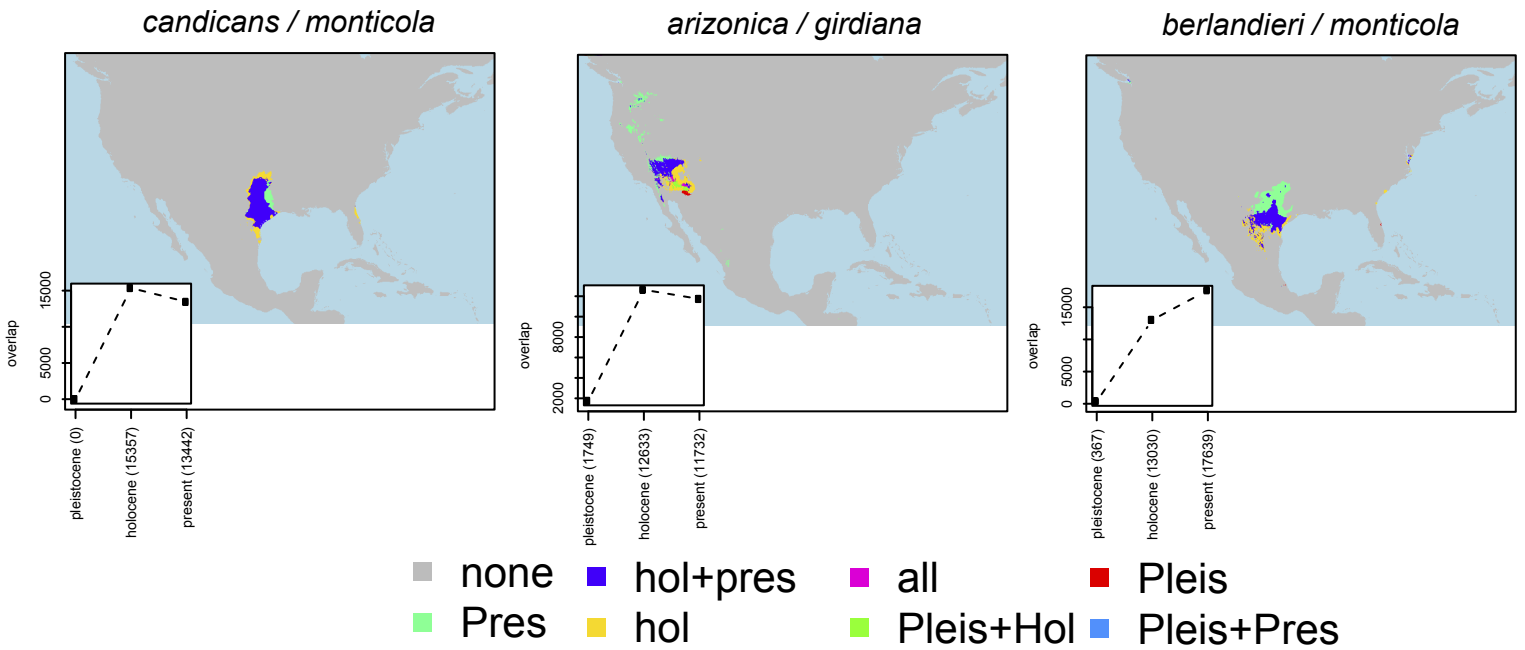 candicans / monticola
arizonica / girdiana
berlandieri / monticola
overlap
0
5000
15000
pleistocene (0)
holocene (15357)
present (13442)
overlap
2000
8000
pleistocene (1749)
holocene (12633)
present (11732)
overlap
0
5000
15000
pleistocene (367)
holocene (13030)
present (17639)
none
hol+pres
all
Pleis
Pres
hol
Pleis+Hol
Pleis+Pres